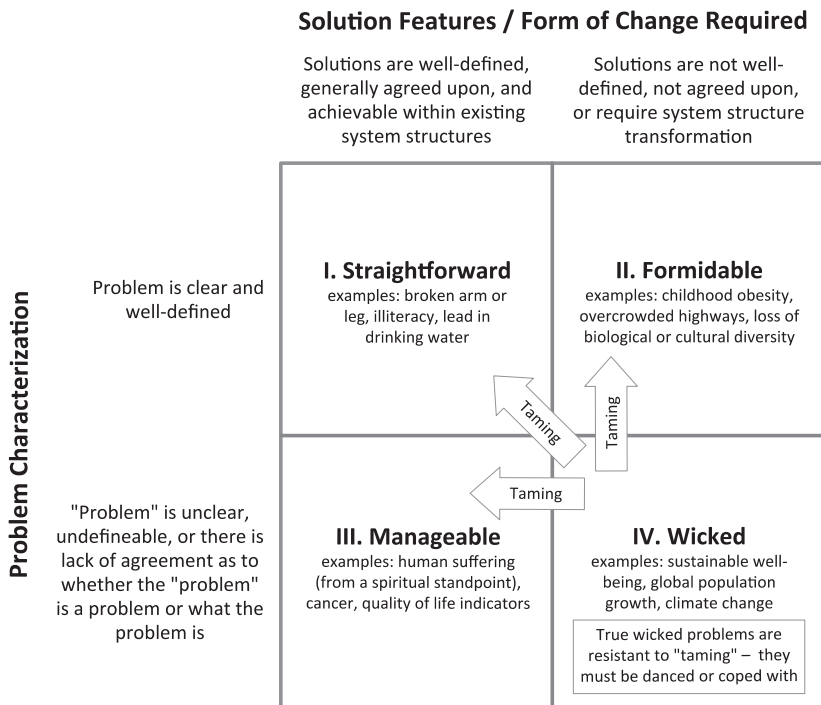 Solution Features / Form of Change Required
Solutions are well-defined,
generally agreed upon, and
achievable within existing
system structures
Solutions are not well-
defined, not agreed upon,
or require system structure
transformation
Problem Characterization
Problem is clear and
well-defined
I. Straightforward
examples: broken arm or
leg, illiteracy, lead in
drinking water
II. Formidable
examples: childhood obesity,
overcrowded highways, loss of
biological or cultural diversity
Taming
Taming
Taming
"Problem" is unclear,
undefineable, or there is
lack of agreement as to
whether the "problem"
is a problem or what the
problem is
III. Manageable
examples: human suffering
(from a spiritual standpoint),
cancer, quality of life indicators
IV. Wicked
examples: sustainable well-
being, global population
growth, climate change
True wicked problems are
resistant to "taming" – they
must be danced or coped with